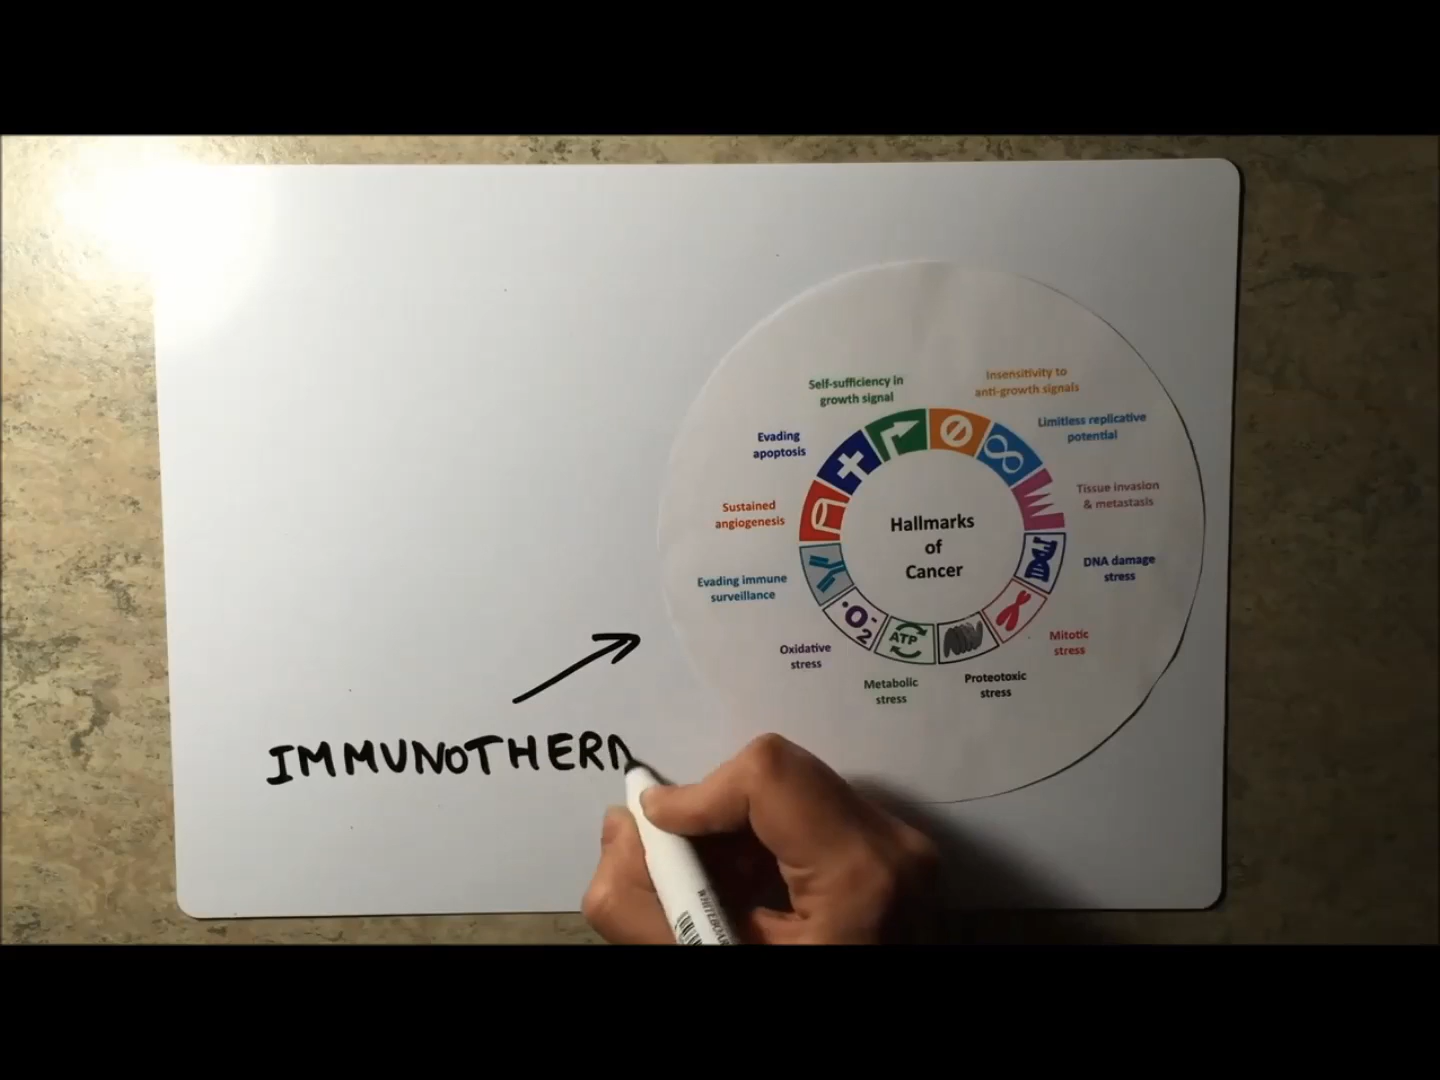 Self-sufficiency in
growth signal
Insensitivity to
anti-growth signals
Limitless replicative
potential
Evading
apoptosis
Tissue invasion
& metastasis
Sustained
angiogenesis
Hallmarks
of
Cancer
DNA damage
stress
Evading immune
surveillance
O2-
ATP
Mitotic
stress
Oxidative
stress
Metabolic
stress
Proteotoxic
stress
IMMUNOTHERA